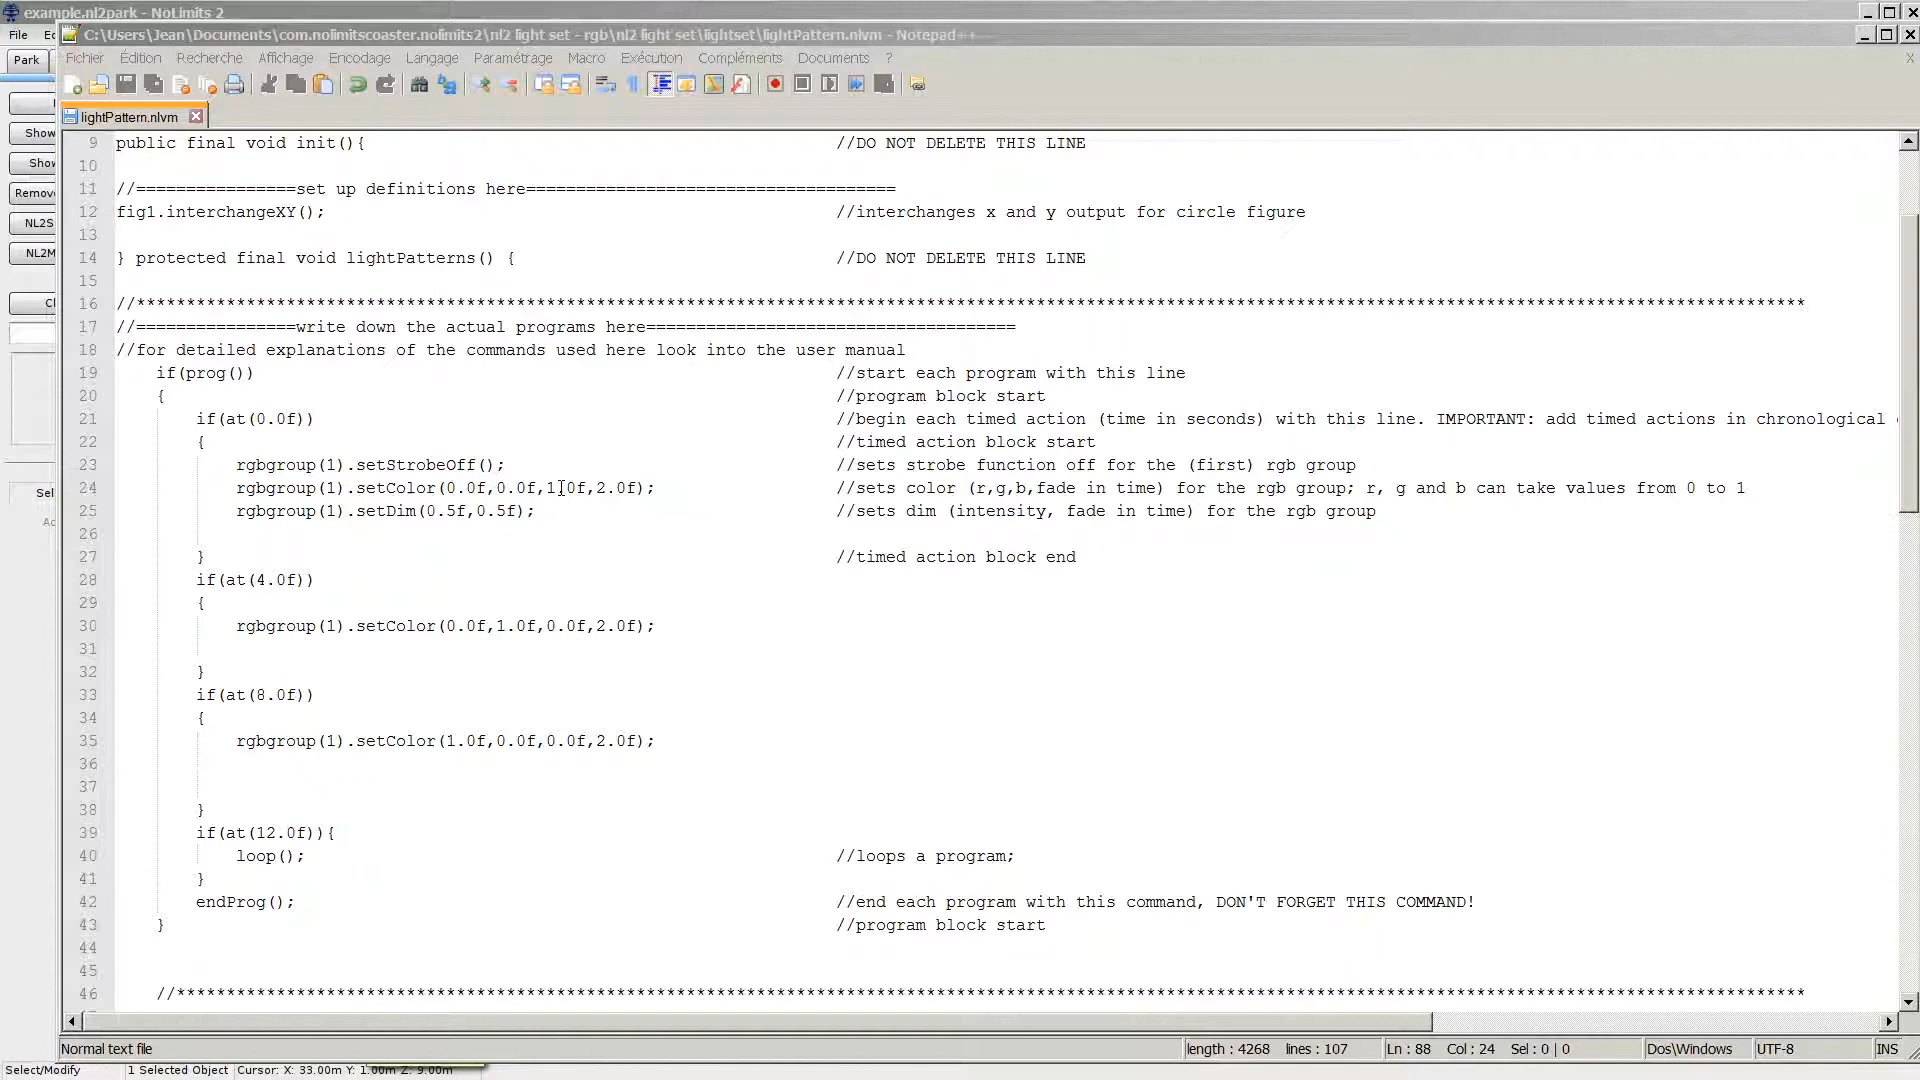 example.nl2park - NoLimits 2
File
C:\Users\Jean\Documents\com.nolimitscoaster.nolimits2\nl2 light set - rgb\nl2 light set\lightset\lightPattern.nlvm - Notepad++
Park
Fichier Édition Recherche Affichage Encodage Langage Paramétrage Macro Exécution Compléments Documents ? X
lightPattern.nlvm
Show
Show
Remove
NL2S
NL2M
Sel
9 public final void init(){ //DO NOT DELETE THIS LINE
10
11 //================set up definitions here=====================================
12 fig1.interchangeXY(); //interchanges x and y output for circle figure
13
14 } protected final void lightPatterns() { //DO NOT DELETE THIS LINE
15
16 //***********************************************************************************************************************************************************************
17 //================write down the actual programs here=====================================
18 //for detailed explanations of the commands used here look into the user manual
19 if(prog()) //start each program with this line
20 { //program block start
21 if(at(0.0f)) //begin each timed action (time in seconds) with this line. IMPORTANT: add timed actions in chronological
22 { //timed action block start
23 rgbgroup(1).setStrobeOff(); //sets strobe function off for the (first) rgb group
24 rgbgroup(1).setColor(0.0f,0.0f,1.0f,2.0f); //sets color (r,g,b,fade in time) for the rgb group; r, g and b can take values from 0 to 1
25 rgbgroup(1).setDim(0.5f,0.5f); //sets dim (intensity, fade in time) for the rgb group
26
27 } //timed action block end
28 if(at(4.0f))
29 {
30 rgbgroup(1).setColor(0.0f,1.0f,0.0f,2.0f);
31
32 }
33 if(at(8.0f))
34 {
35 rgbgroup(1).setColor(1.0f,0.0f,0.0f,2.0f);
36
37
38 }
39 if(at(12.0f)){
40 loop(); //loops a program;
41 }
42 endProg(); //end each program with this command, DON'T FORGET THIS COMMAND!
43 } //program block start
44
45
46 //*******************************************************************************************************************************************************************
Normal text file length : 4268 lines : 107 Ln : 88 Col : 24 Sel : 0 | 0 Dos\Windows UTF-8 INS
Select/Modify 1 Selected Object Cursor: X: 33.00m Y: 1.00m Z: 9.00m